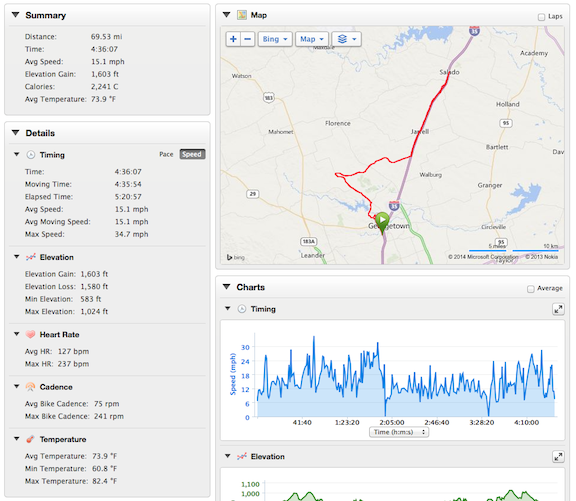 Summary
Distance: 69.53 mi
Time: 4:36:07
Avg Speed: 15.1 mph
Elevation Gain: 1,603 ft
Calories: 2,241 C
Avg Temperature: 73.9 °F
Details
Timing Pace Speed
Time: 4:36:07
Moving Time: 4:35:54
Elapsed Time: 5:20:57
Avg Speed: 15.1 mph
Avg Moving Speed: 15.1 mph
Max Speed: 34.7 mph
Elevation
Elevation Gain: 1,603 ft
Elevation Loss: 1,580 ft
Min Elevation: 583 ft
Max Elevation: 1,024 ft
Heart Rate
Avg HR: 127 bpm
Max HR: 237 bpm
Cadence
Avg Bike Cadence: 75 rpm
Max Bike Cadence: 241 rpm
Temperature
Avg Temperature: 73.9 °F
Min Temperature: 60.8 °F
Max Temperature: 82.4 °F
Map Laps
Bing Map
35
Maxdale
Academy
Watson
Salado
183
Holland
Florence
95
Mahomet
Jarrell
Bartlett
Walburg
Granger
29
35
95
Georgetown
Circleville
183A
Leander
5 miles 10 km
Taylor
bing
© 2014 Microsoft Corporation © 2013 Nokia
Charts Average
Timing
Speed (mph)
30
24
18
12
6
0
41:40 1:23:20 2:05:00 2:46:40 3:28:20 4:10:00
Time (h:m:s)
Elevation
1,100
1,000